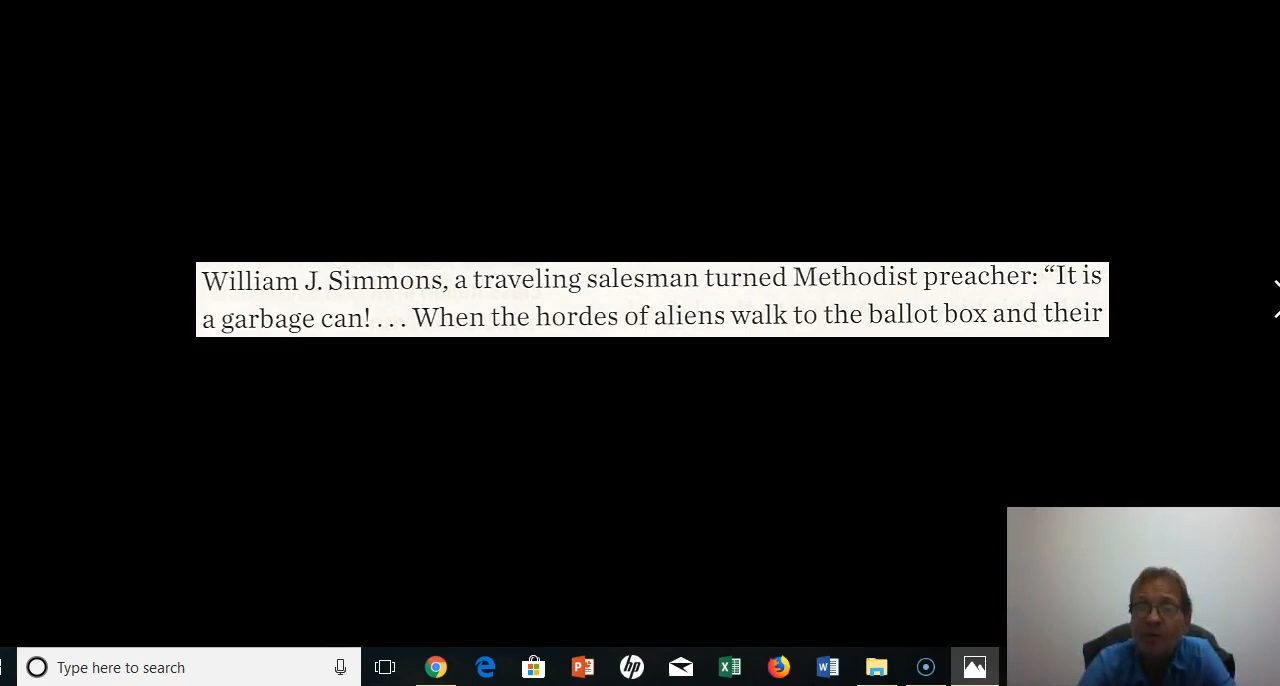 William J. Simmons, a traveling salesman turned Methodist preacher: “It is
a garbage can! . . . When the hordes of aliens walk to the ballot box and their
Type here to search